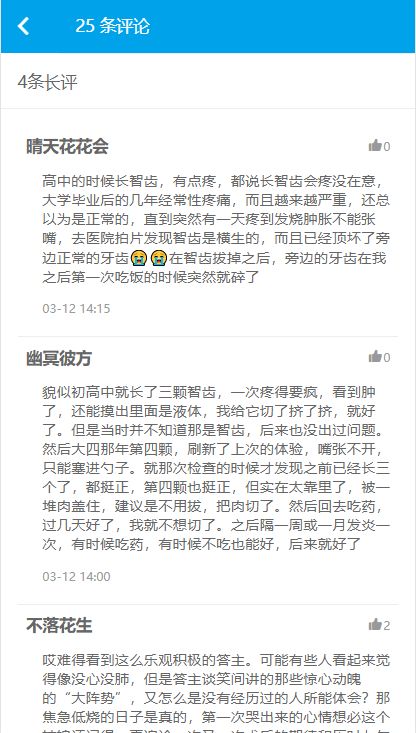 25 条评论
4条长评
晴天花花会
0
高中的时候长智齿，有点疼，都说长智齿会疼没在意，
大学毕业后的几年经常性疼痛，而且越来越严重，还总
以为是正常的，直到突然有一天疼到发烧肿胀不能张
嘴，去医院拍片发现智齿是横生的，而且已经顶坏了旁
边正常的牙齿😭😭在智齿拔掉之后，旁边的牙齿在我
之后第一次吃饭的时候突然就碎了
03-12 14:15
幽冥彼方
0
貌似初高中就长了三颗智齿，一次疼得要疯，看到肿
了，还能摸出里面是液体，我给它切了挤了挤，就好
了。但是当时并不知道那是智齿，后来也没出过问题。
然后大四那年第四颗，刷新了上次的体验，嘴张不开，
只能塞进勺子。就那次检查的时候才发现之前已经长三
个了，都挺正，第四颗也挺正，但实在太靠里了，被一
堆肉盖住，建议是不用拔，把肉切了。然后回去吃药，
过几天好了，我就不想切了。之后隔一周或一月发炎一
次，有时候吃药，有时候不吃也能好，后来就好了
03-12 14:00
不落花生
2
哎难得看到这么乐观积极的答主。可能有些人看起来觉
得像没心没肺，但是答主谈笑间讲的那些惊心动魄
的“大阵势”，又怎么是没有经历过的人所能体会？那
焦急低烧的日子是真的，第一次哭出来的心情想必这个